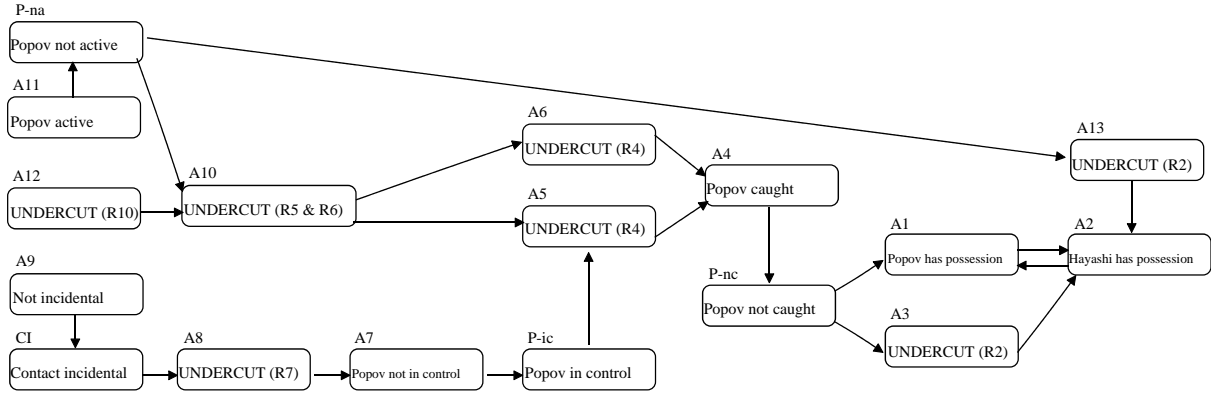 P-na
Popov not active
A11
Popov active
A6
UNDERCUT (R4)
A13
UNDERCUT (R2)
A4
Popov caught
A12
UNDERCUT (R10)
A10
UNDERCUT (R5 & R6)
A5
UNDERCUT (R4)
A1
Popov has possession
A2
Hayashi has possession
A9
Not incidental
P-nc
Popov not caught
A3
UNDERCUT (R2)
CI
Contact incidental
A8
UNDERCUT (R7)
A7
Popov not in control
P-ic
Popov in control